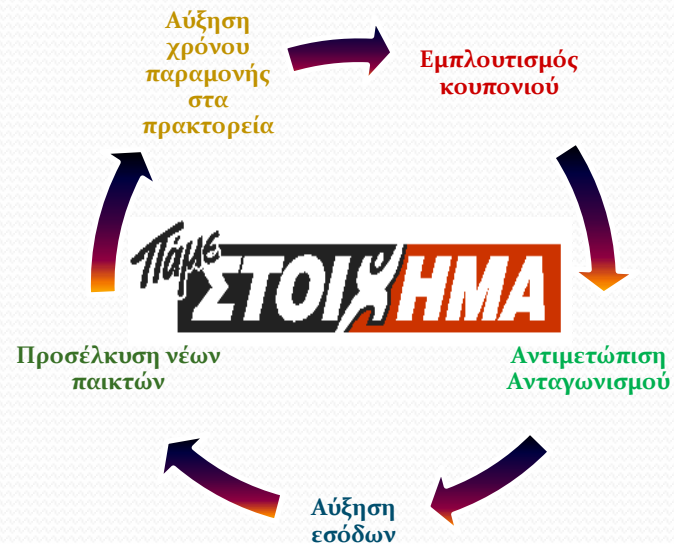 Αύξηση
χρόνου
παραμονής
στα
πρακτορεία
Εμπλουτισμός
κουπονιού
Πάμε
ΣΤΟΙΧΗΜΑ
Προσέλκυση νέων
παικτών
Αντιμετώπιση
Ανταγωνισμού
Αύξηση
εσόδων